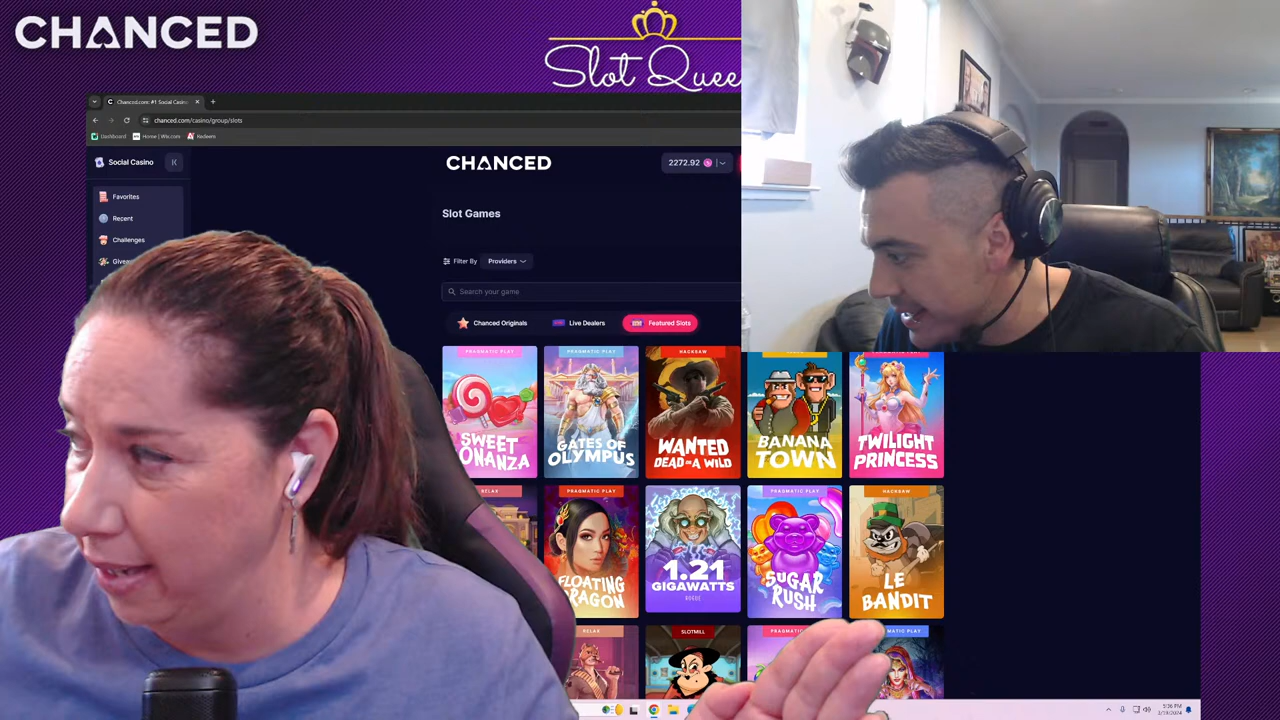 CHANCED
Slot Quee
Chanced.com: #1 Social Casino
chanced.com/casino/group/slots
Dashboard
Home | Wix.com
Redeem
Social Casino
CHANCED
2272.92
Favorites
Recent
Challenges
Slot Games
Filter By
Providers
Search your game
Chanced Originals
Live Dealers
Featured Slots
PRAGMATIC PLAY
PRAGMATIC PLAY
HACKSAW
SWEET
BONANZA
GATES OF
OLYMPUS
WANTED
DEAD OR A WILD
BANANA
TOWN
TWILIGHT
PRINCESS
RELAX
PRAGMATIC PLAY
PRAGMATIC PLAY
HACKSAW
FLOATING
DRAGON
1.21
GIGAWATTS
SUGAR
RUSH
LE
BANDIT
RELAX
SLOTMILL
5:36 PM